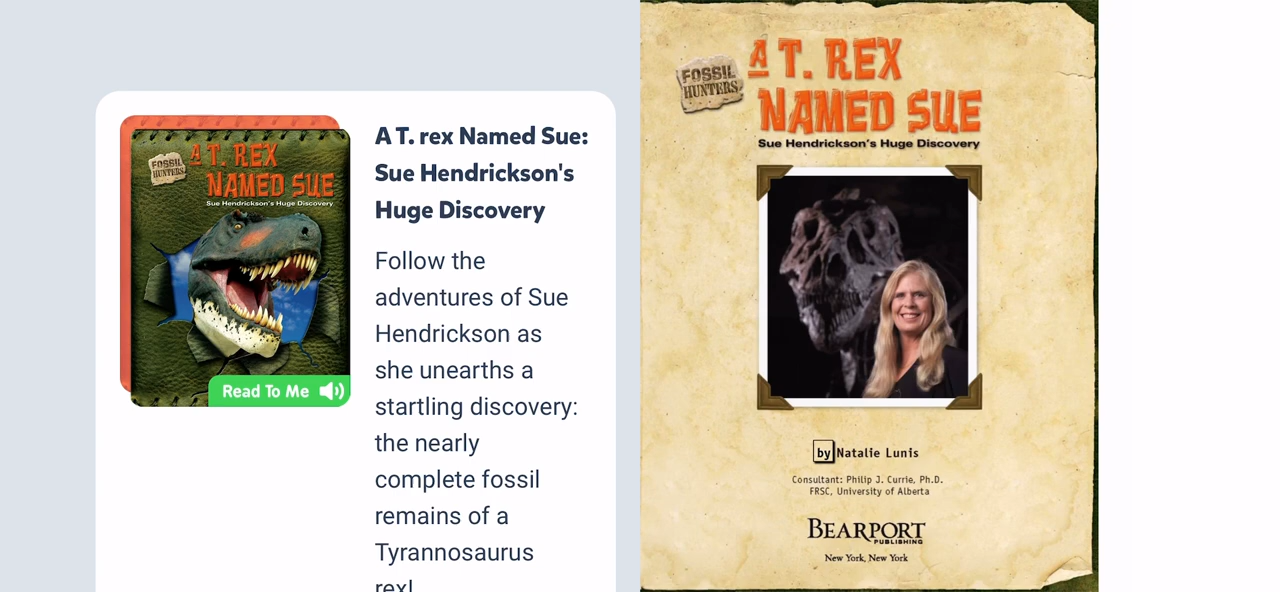 FOSSIL
HUNTERS
A T. REX
NAMED SUE
Sue Hendrickson's Huge Discovery
Read To Me
A T. rex Named Sue:
Sue Hendrickson's
Huge Discovery
Follow the
adventures of Sue
Hendrickson as
she unearths a
startling discovery:
the nearly
complete fossil
remains of a
Tyrannosaurus
rex!
FOSSIL
HUNTERS
A T. REX
NAMED SUE
Sue Hendrickson's Huge Discovery
by Natalie Lunis
Consultant: Philip J. Currie, Ph.D.
FRSC, University of Alberta
BEARPORT
PUBLISHING
New York, New York